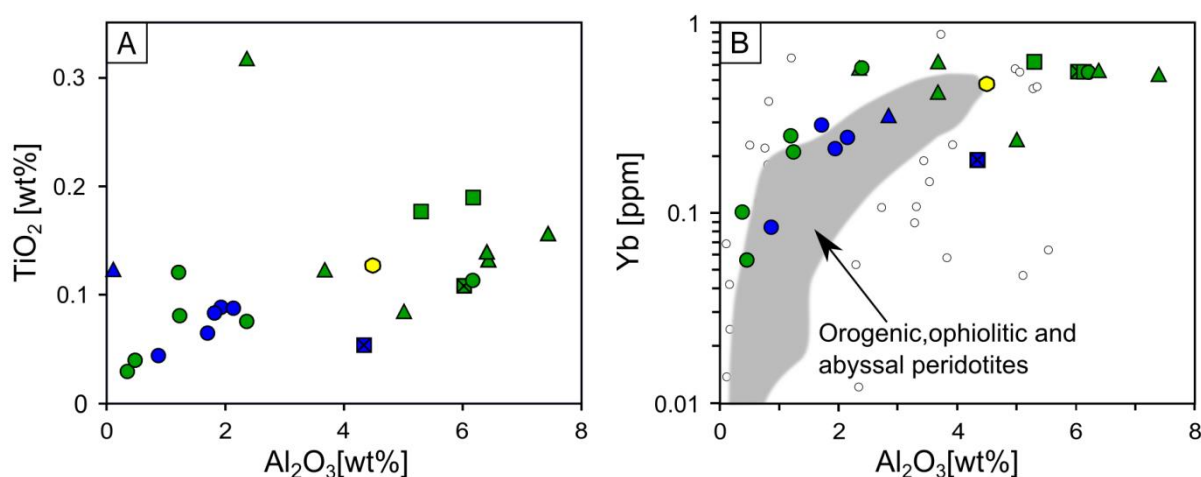 A
0.3
0.2
0.1
0
TiO₂ [wt%]
0
2
4
6
8
Al₂O₃[wt%]
B
1
0.1
0.01
Yb [ppm]
Orogenic,ophiolitic and
abyssal peridotites
0
2
4
6
8
Al₂O₃[wt%]